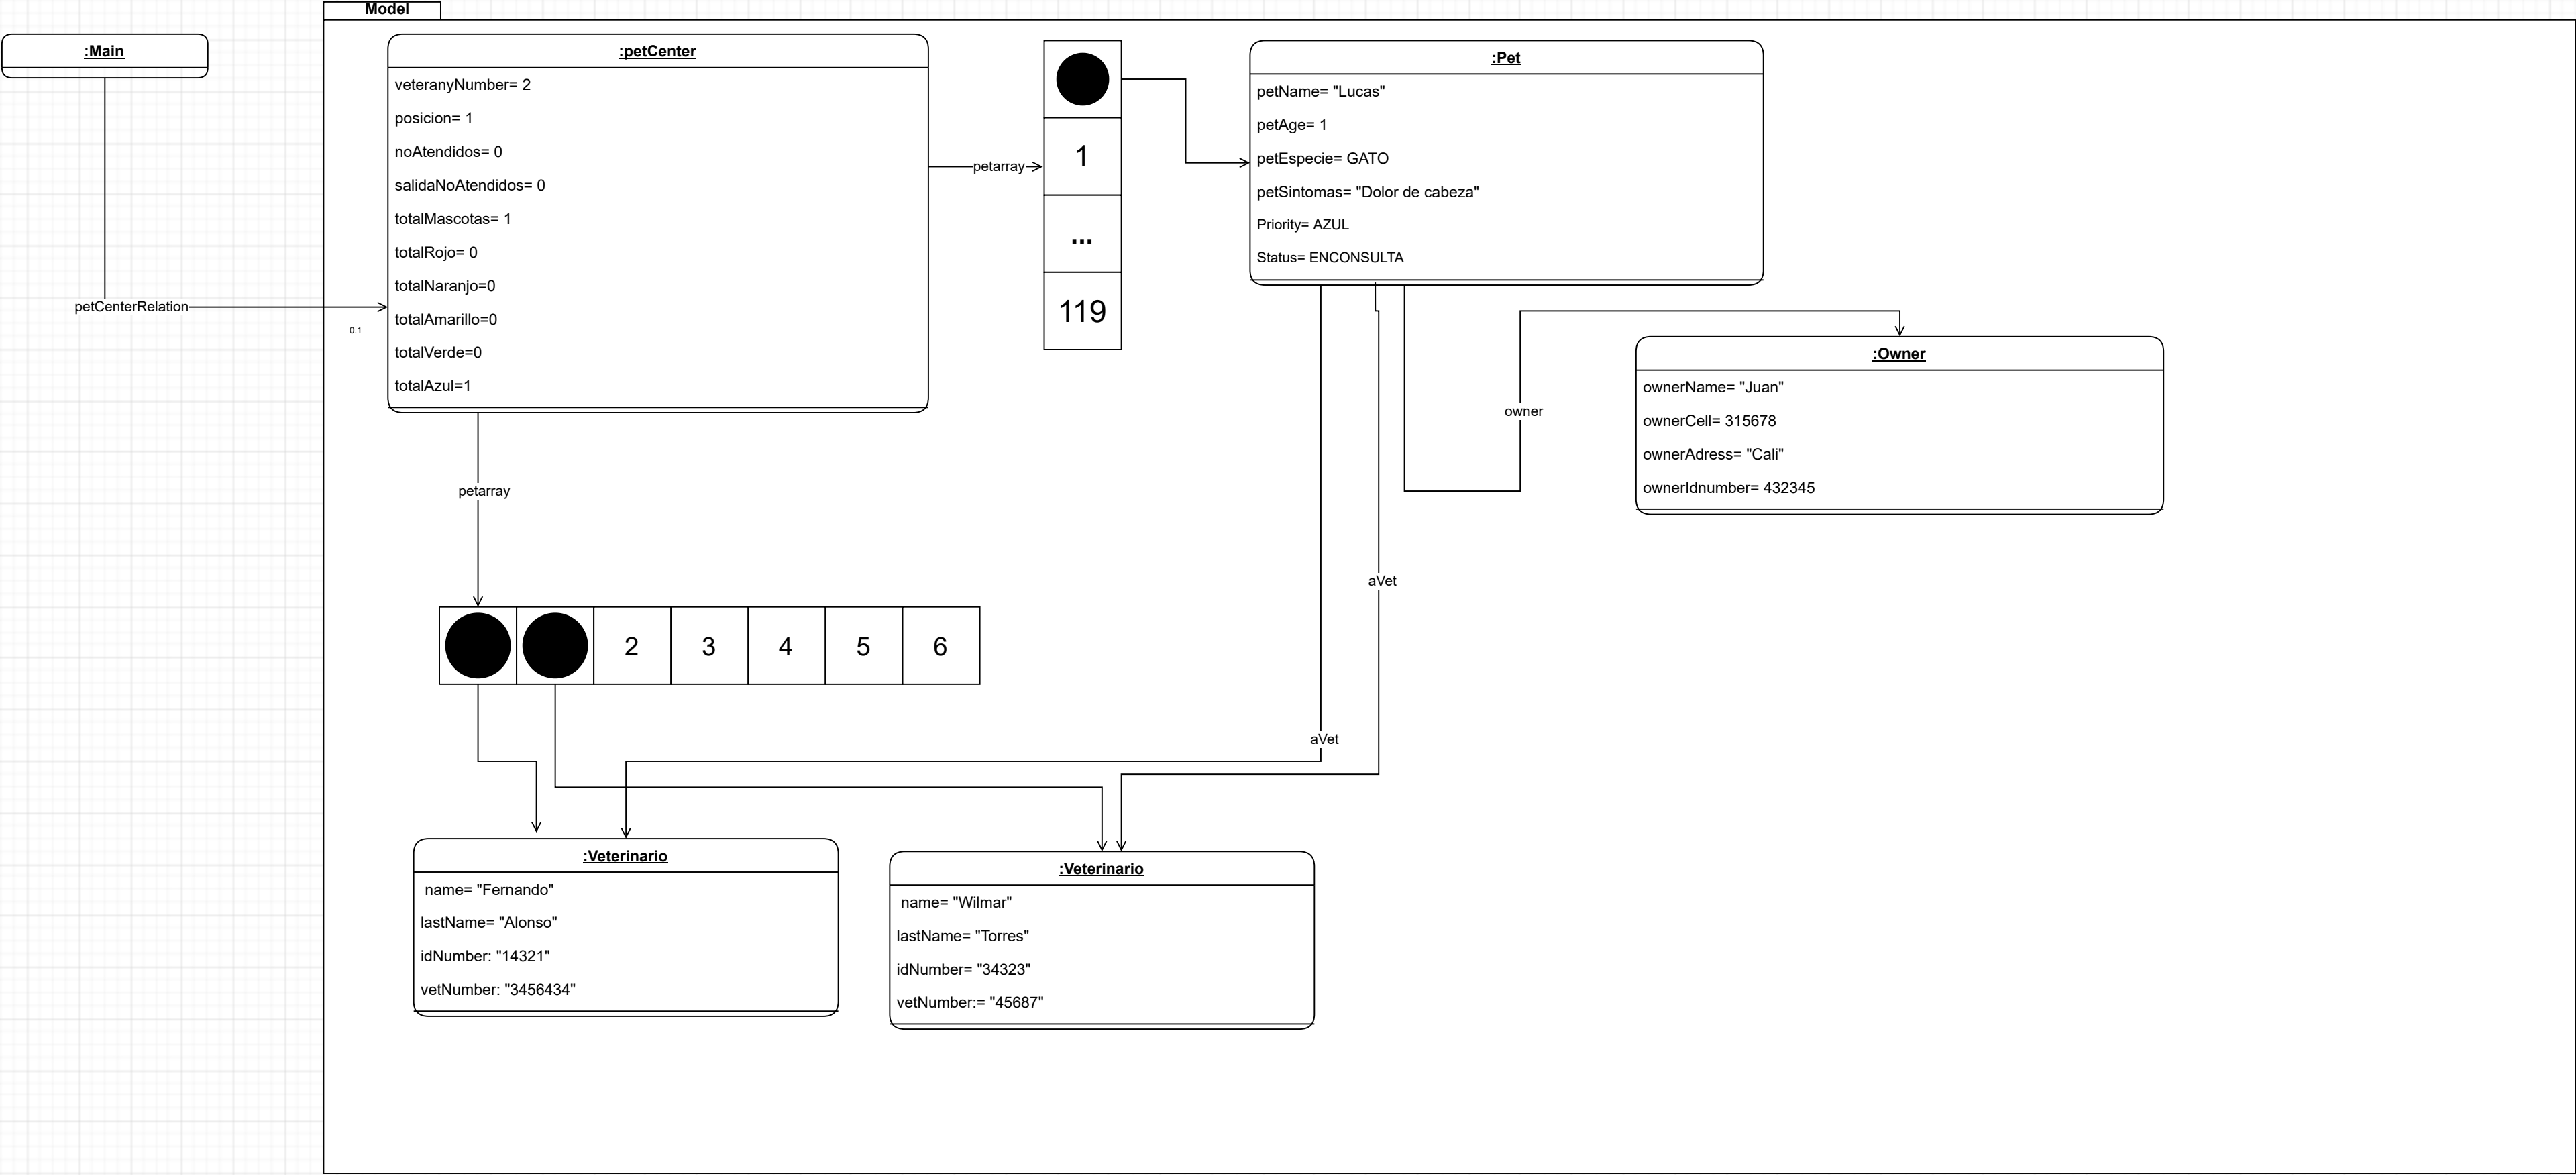 Model
:Main
petCenterRelation
0.1
:petCenter
veteranyNumber= 2
posicion= 1
noAtendidos= 0
salidaNoAtendidos= 0
totalMascotas= 1
totalRojo= 0
totalNaranjo=0
totalAmarillo=0
totalVerde=0
totalAzul=1
petarray
1
...
119
:Pet
petName= "Lucas"
petAge= 1
petEspecie= GATO
petSintomas= "Dolor de cabeza"
Priority= AZUL
Status= ENCONSULTA
owner
:Owner
ownerName= "Juan"
ownerCell= 315678
ownerAdress= "Cali"
ownerIdnumber= 432345
petarray
2 3 4 5 6
aVet
aVet
:Veterinario
name= "Fernando"
lastName= "Alonso"
idNumber: "14321"
vetNumber: "3456434"
:Veterinario
name= "Wilmar"
lastName= "Torres"
idNumber= "34323"
vetNumber:= "45687"